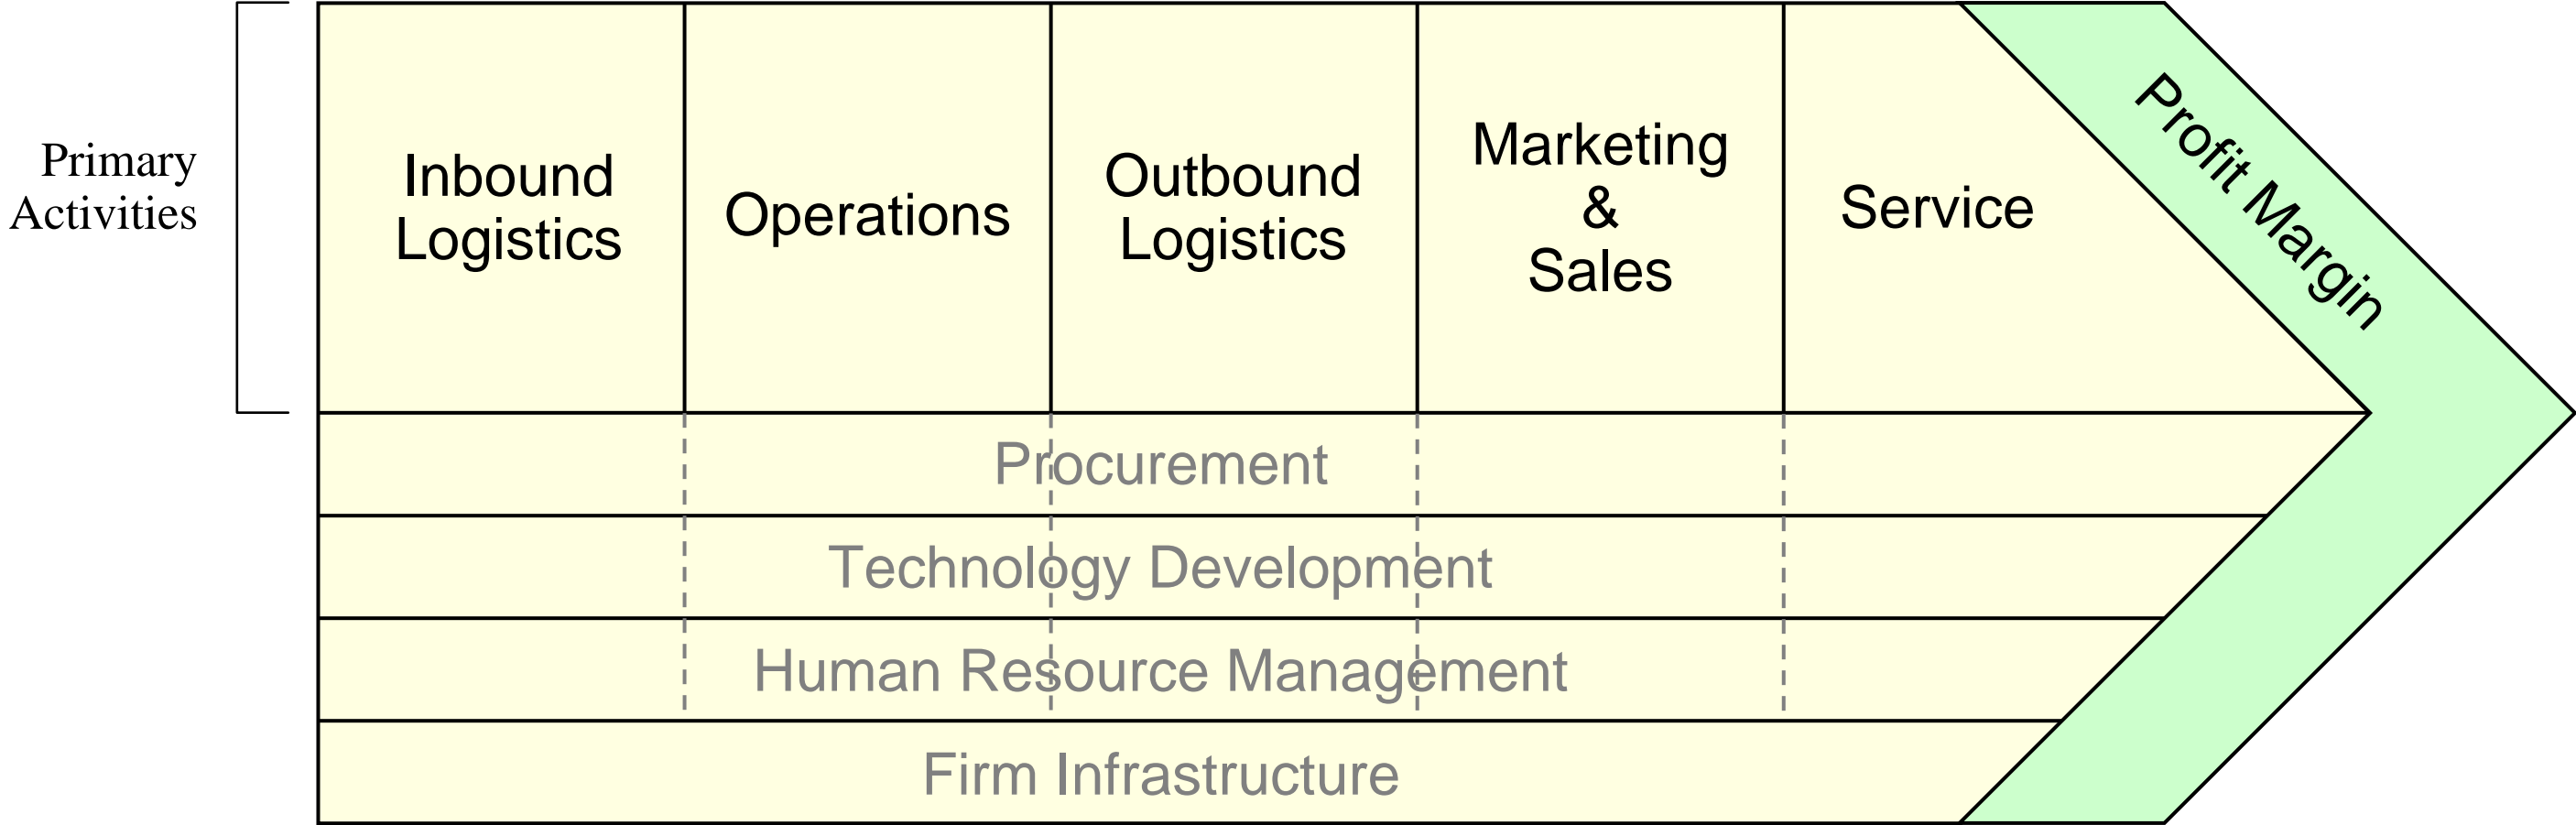 Primary
Activities
Inbound
Logistics
Operations
Outbound
Logistics
Marketing
&
Sales
Service
Profit Margin
Procurement
Technology Development
Human Resource Management
Firm Infrastructure